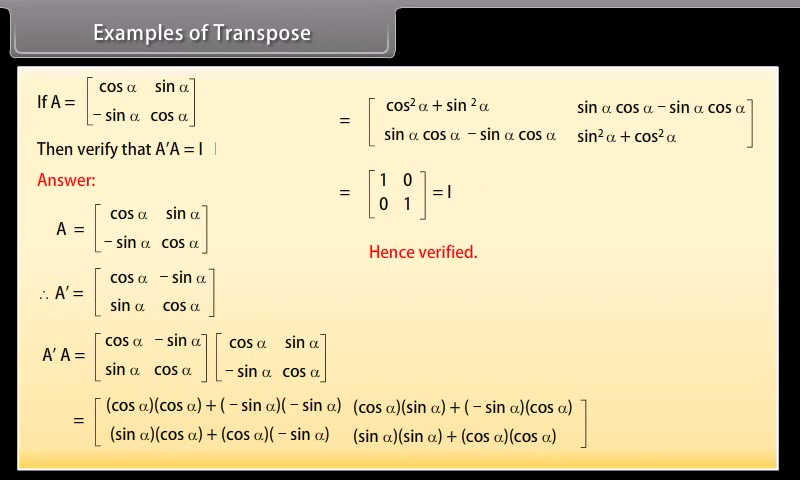 Examples of Transpose
If A = [ cos α  sin α
− sin α  cos α ]
Then verify that A′A = I
Answer:
A = [ cos α  sin α
− sin α  cos α ]
∴ A′ = [ cos α  − sin α
sin α  cos α ]
A′ A = [ cos α  − sin α ] [ cos α  sin α ]
[ sin α  cos α ] [ − sin α  cos α ]
= [ (cos α)(cos α) + ( − sin α)( − sin α)  (cos α)(sin α) + ( − sin α)(cos α)
(sin α)(cos α) + (cos α)( − sin α)  (sin α)(sin α) + (cos α)(cos α) ]
= [ cos² α + sin ² α  sin α cos α − sin α cos α
sin α cos α − sin α cos α  sin² α + cos² α ]
= [ 1  0
0  1 ] = I
Hence verified.